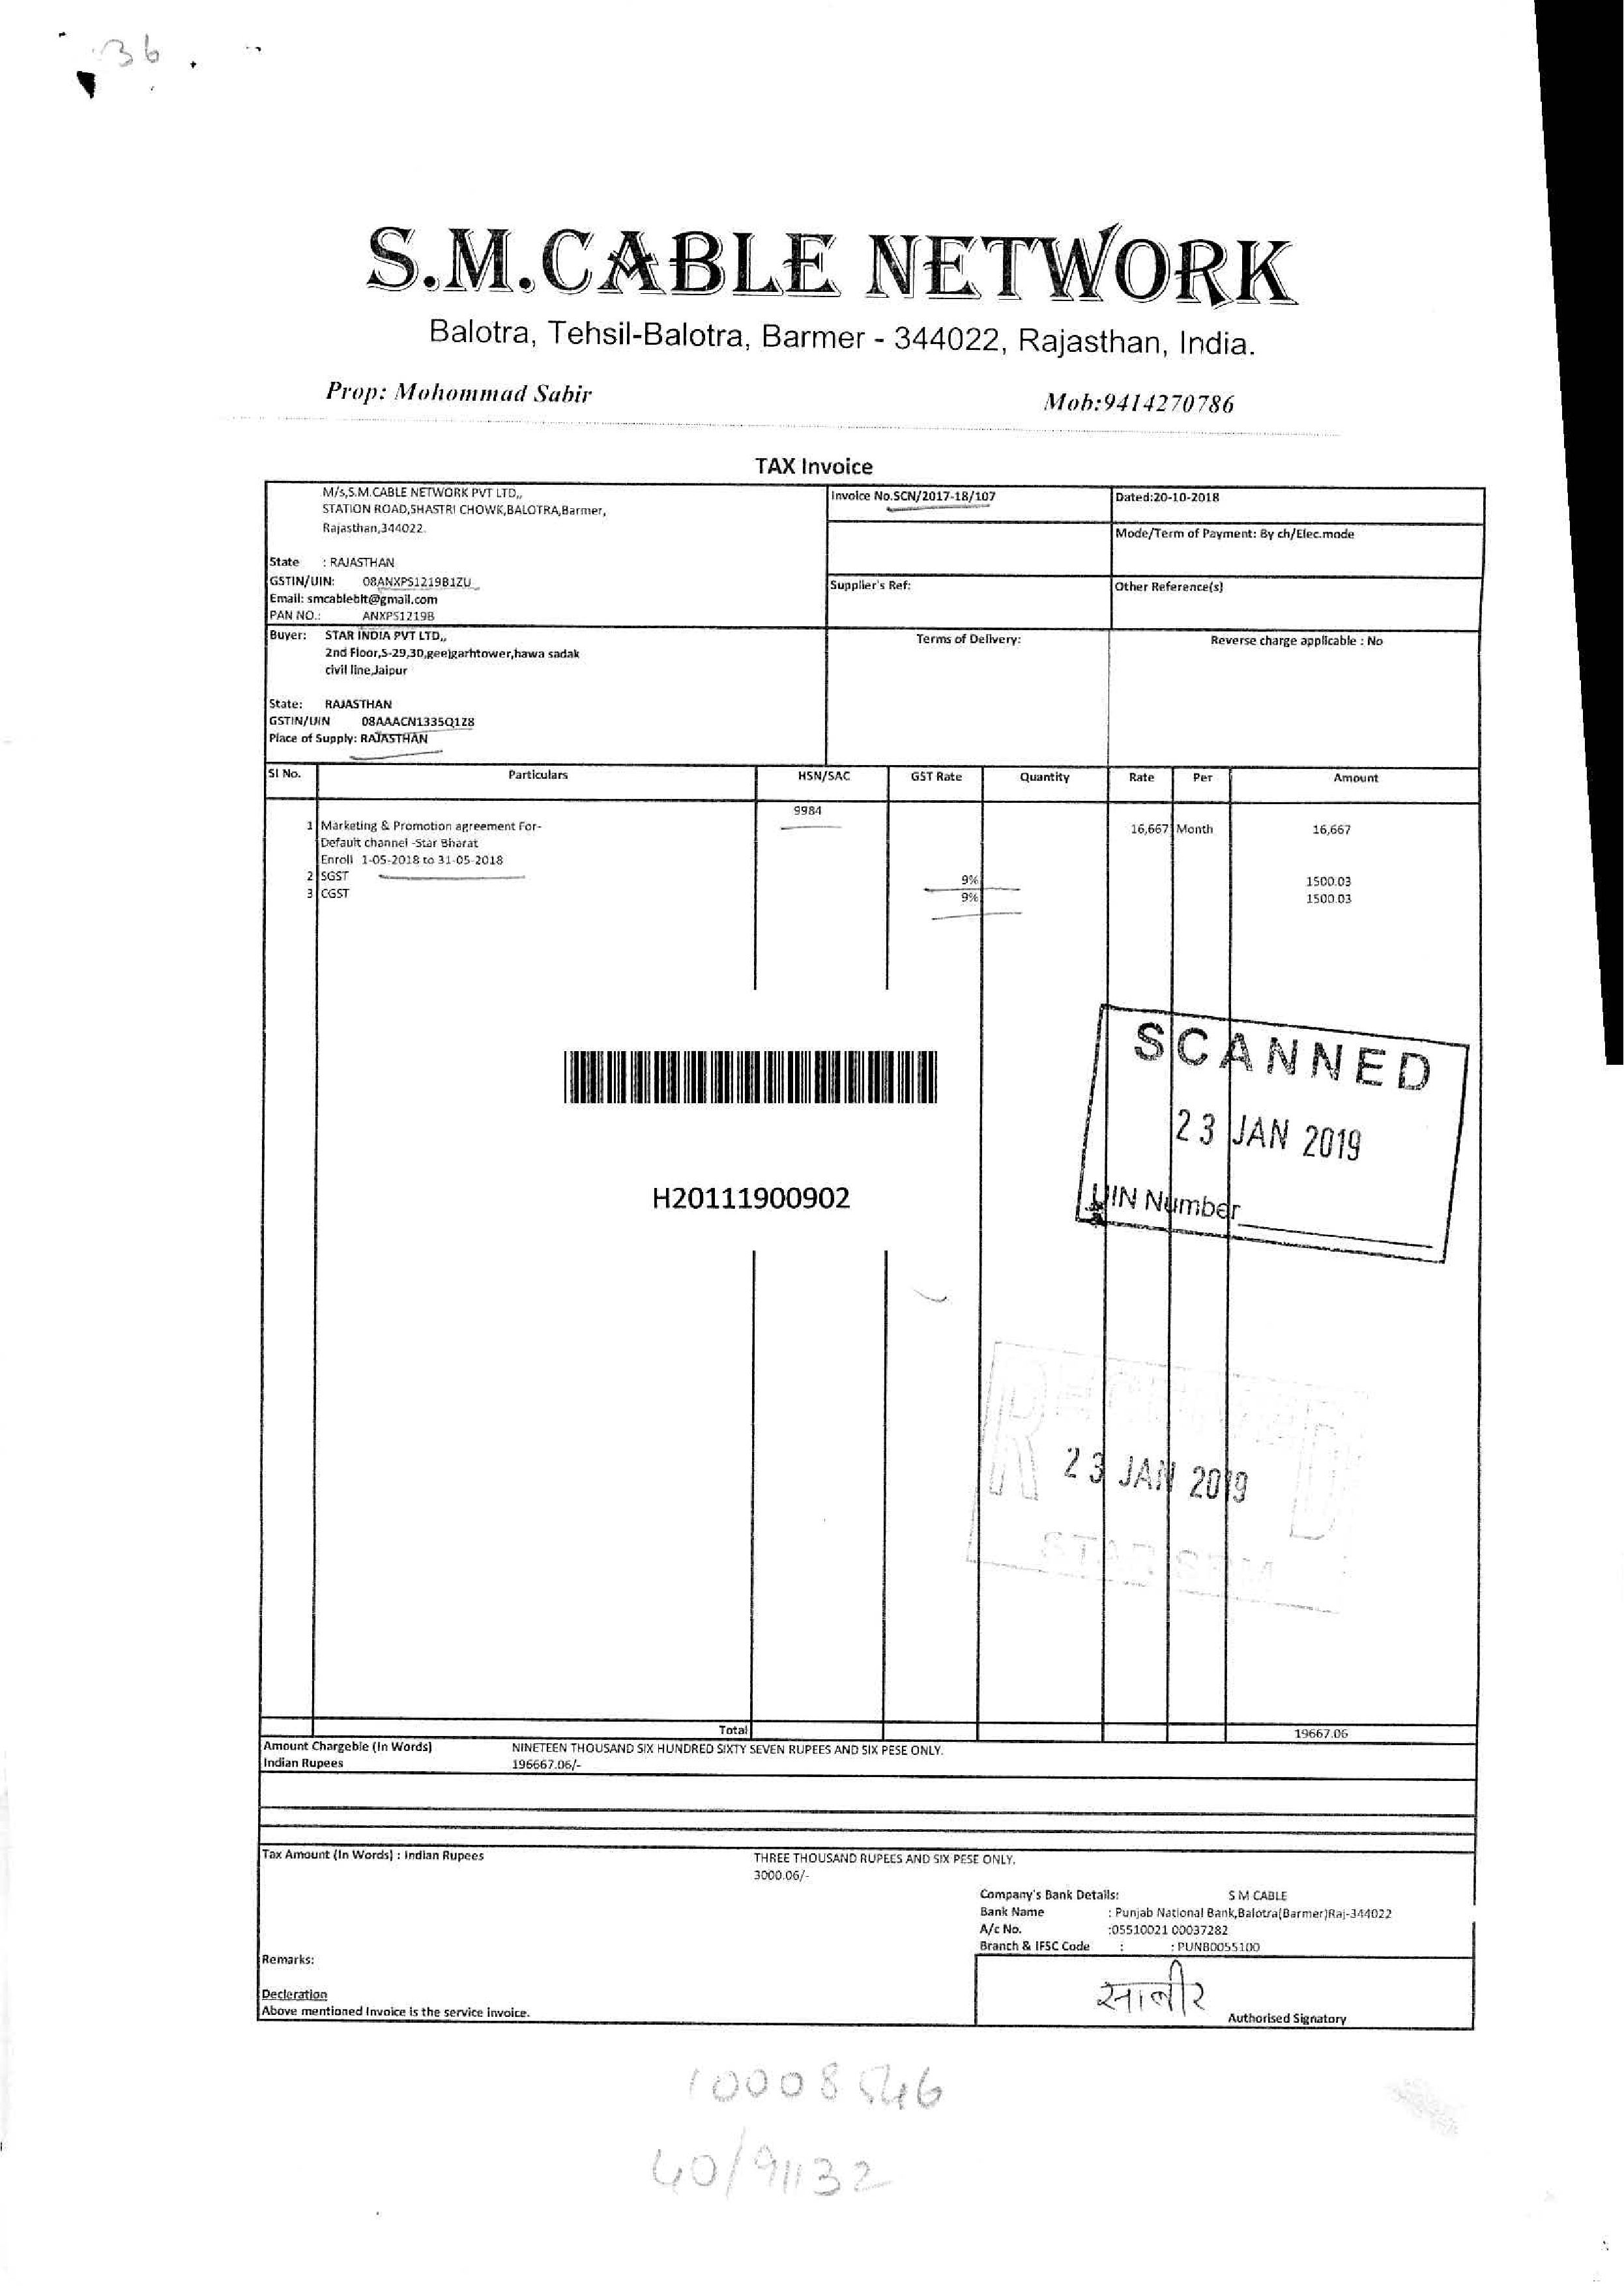 36
S.M.CABLE NETWORK
Balotra, Tehsil-Balotra, Barmer - 344022, Rajasthan, India.
Prop: Mohommad Sabir
Mob:9414270786
TAX Invoice
M/s,S.M.CABLE NETWORK PVT LTD,,
STATION ROAD,SHASTRI CHOWK,BALOTRA,Barmer,
Rajasthan,344022.
State : RAJASTHAN
GSTIN/UIN: 08ANXPS1219B1ZU
Email: smcableblt@gmail.com
PAN NO.: ANXPS1219B
Invoice No.SCN/2017-18/107
Dated:20-10-2018
Mode/Term of Payment: By ch/Elec.mode
Supplier's Ref:
Other Reference(s)
Buyer: STAR INDIA PVT LTD,,
2nd Floor,S-29,30,geejgarhtower,hawa sadak
civil line,Jaipur
State: RAJASTHAN
GSTIN/UIN 08AAACN1335Q1Z8
Place of Supply: RAJASTHAN
Terms of Delivery:
Reverse charge applicable : No
Sl No. Particulars HSN/SAC GST Rate Quantity Rate Per Amount
9984
1 Marketing & Promotion agreement For- 16,667 Month 16,667
Default channel -Star Bharat
Enroll 1-05-2018 to 31-05-2018
2 SGST 9% 1500.03
3 CGST 9% 1500.03
SCANNED
23 JAN 2019
UIN Number
H20111900902
23 JAN 2019
Total 19667.06
Amount Chargeble (In Words) NINETEEN THOUSAND SIX HUNDRED SIXTY SEVEN RUPEES AND SIX PESE ONLY.
Indian Rupees 196667.06/-
Tax Amount (In Words) : Indian Rupees THREE THOUSAND RUPEES AND SIX PESE ONLY.
3000.06/-
Company's Bank Details: S M CABLE
Bank Name : Punjab National Bank,Balotra(Barmer)Raj-344022
A/c No. :05510021 00037282
Branch & IFSC Code : : PUNB0055100
Remarks:
Decleration
Above mentioned Invoice is the service invoice.
साबीर
Authorised Signatory
10008546
40/91132